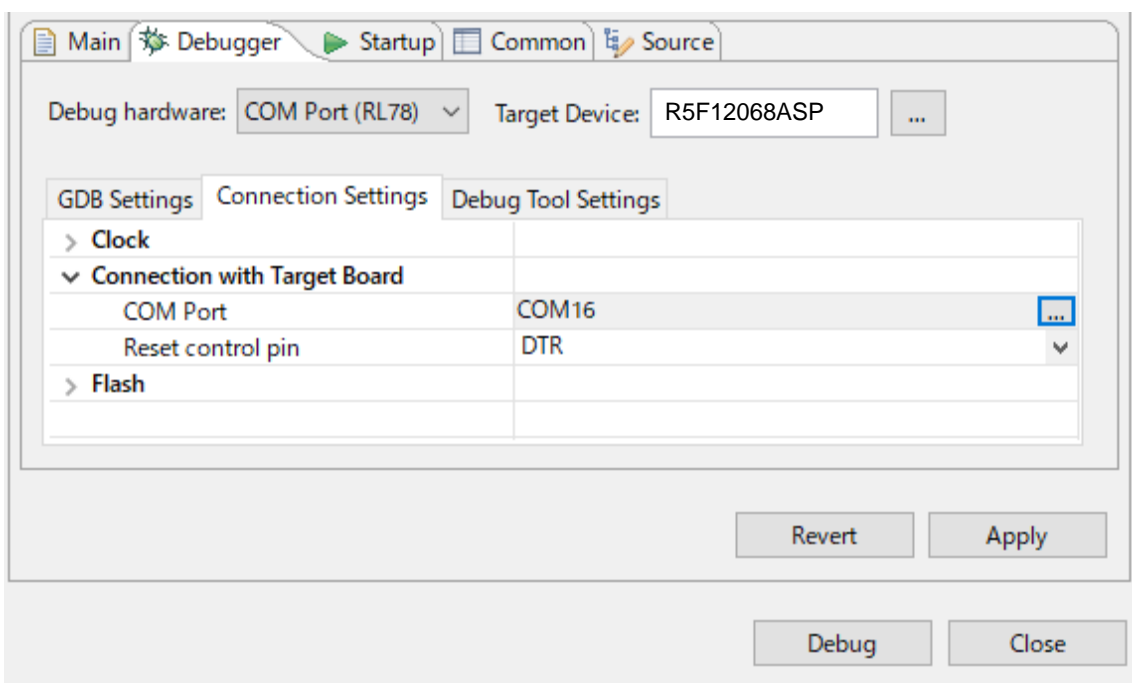 Main Debugger Startup Common Source
Debug hardware: COM Port (RL78) Target Device: R5F12068ASP ...
GDB Settings Connection Settings Debug Tool Settings
Clock
Connection with Target Board
COM Port COM16 ...
Reset control pin DTR
Flash
Revert Apply
Debug Close